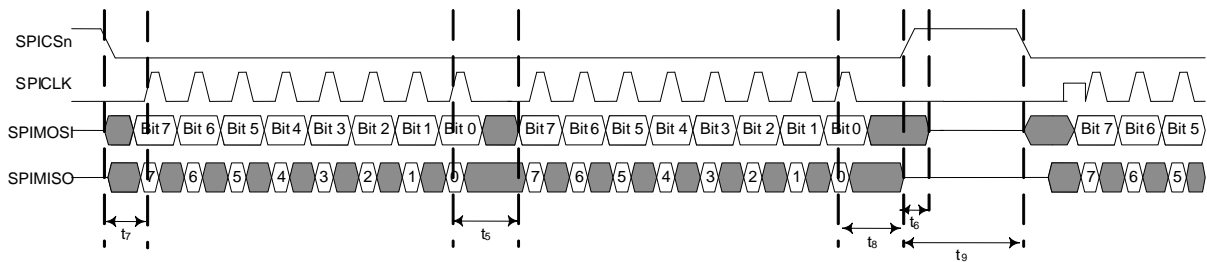 SPICSn
SPICLK
SPIMOSI Bit 7 Bit 6 Bit 5 Bit 4 Bit 3 Bit 2 Bit 1 Bit 0 Bit 7 Bit 6 Bit 5 Bit 4 Bit 3 Bit 2 Bit 1 Bit 0 Bit 7 Bit 6 Bit 5
SPIMISO 7 6 5 4 3 2 1 0 7 6 5 4 3 2 1 0 7 6 5
t7 t5 t8 t6 t9